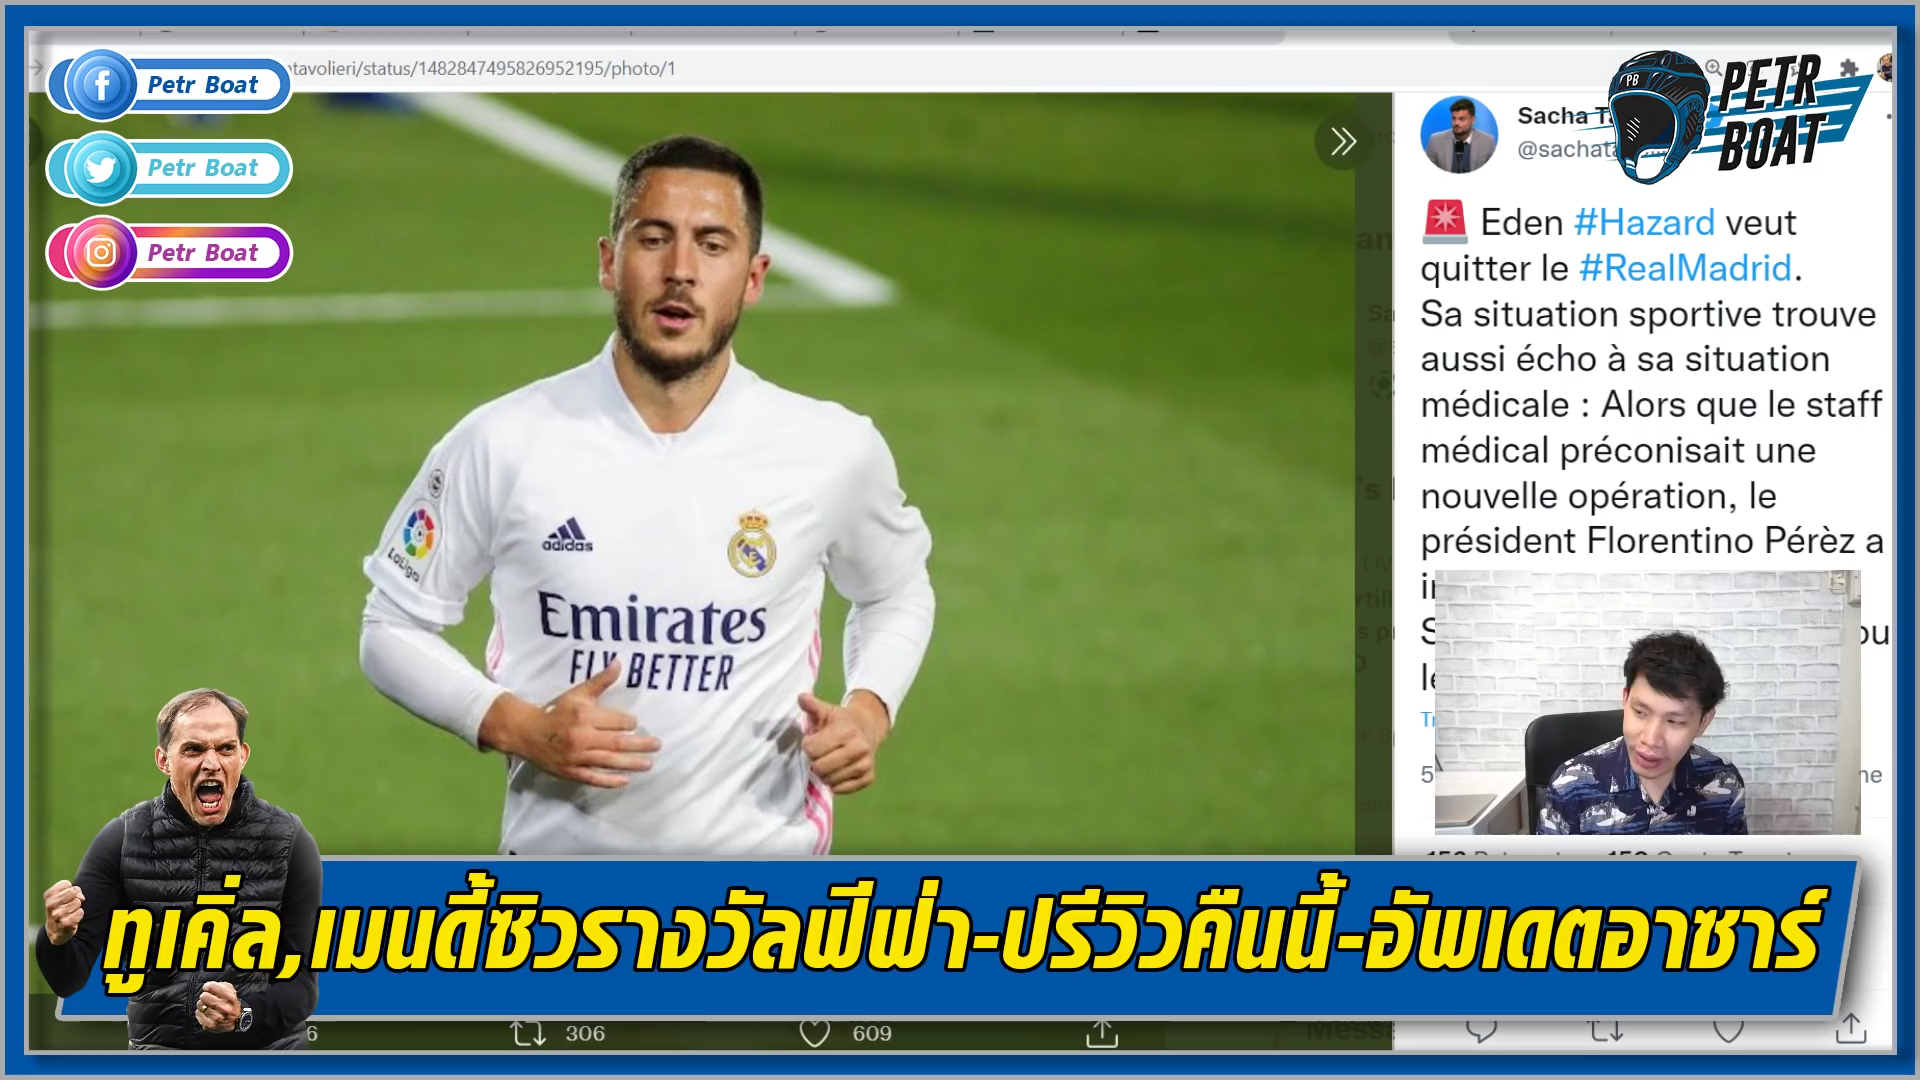 tavolieri/status/1482847495826952195/photo/1
Petr Boat
Petr Boat
Petr Boat
PB
PETR
BOAT
Sacha
🚨 Eden #Hazard veut
quitter le #RealMadrid.
Sa situation sportive trouve
aussi écho à sa situation
médicale : Alors que le staff
médical préconisait une
nouvelle opération, le
président Florentino Pérèz a
LaLiga
adidas
Emirates
FLY BETTER
ทูเคิ่ล,เมนดี้ซิวรางวัลฟีฟ่า-ปรีวิวคืนนี้-อัพเดตอาซาร์
306
609